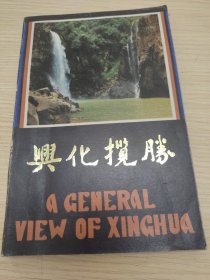 興化攬勝
A GENERAL
VIEW OF XINGHUA